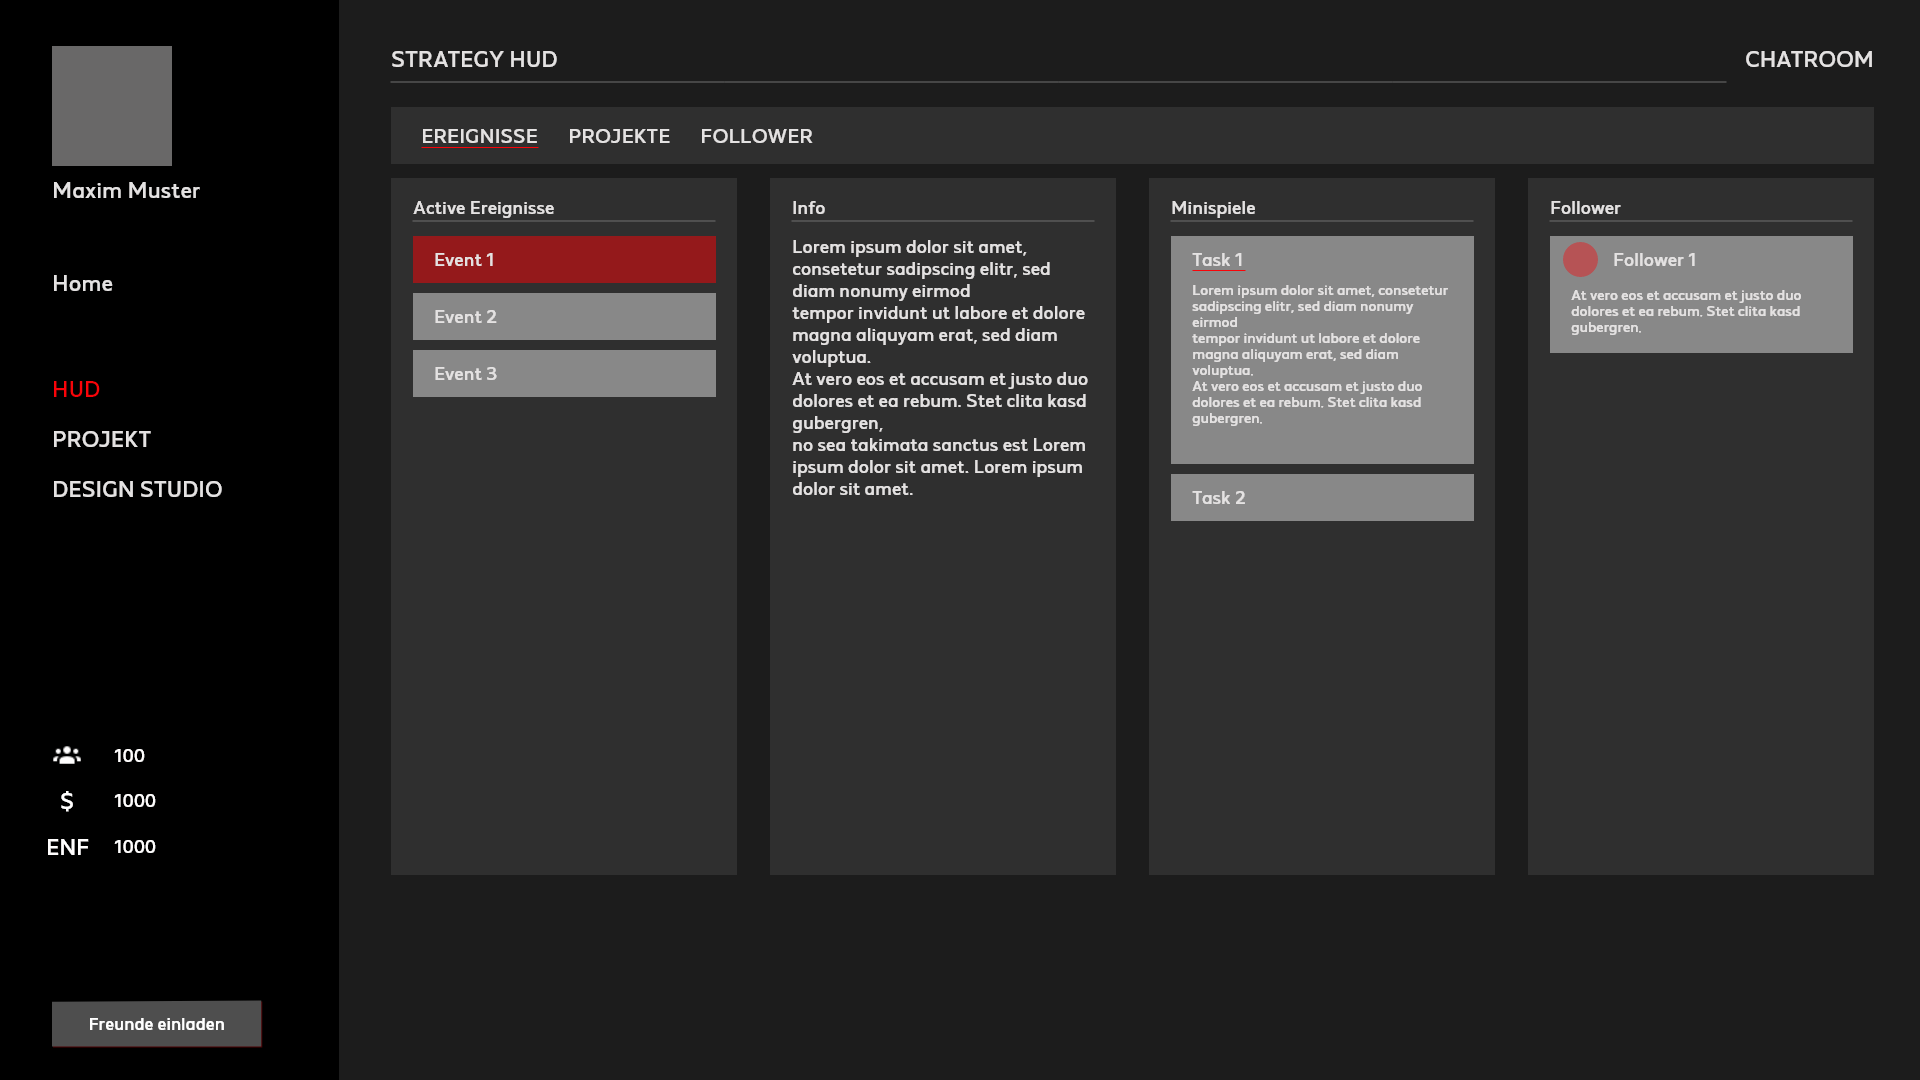 Maxim Muster
Home
HUD
PROJEKT
DESIGN STUDIO
100
$ 1000
ENF 1000
Freunde einladen
STRATEGY HUD
CHATROOM
EREIGNISSE PROJEKTE FOLLOWER
Active Ereignisse
Event 1
Event 2
Event 3
Info
Lorem ipsum dolor sit amet,
consetetur sadipscing elitr, sed
diam nonumy eirmod
tempor invidunt ut labore et dolore
magna aliquyam erat, sed diam
voluptua.
At vero eos et accusam et justo duo
dolores et ea rebum. Stet clita kasd
gubergren,
no sea takimata sanctus est Lorem
ipsum dolor sit amet. Lorem ipsum
dolor sit amet.
Minispiele
Task 1
Lorem ipsum dolor sit amet, consetetur
sadipscing elitr, sed diam nonumy
eirmod
tempor invidunt ut labore et dolore
magna aliquyam erat, sed diam
voluptua.
At vero eos et accusam et justo duo
dolores et ea rebum. Stet clita kasd
gubergren.
Task 2
Follower
Follower 1
At vero eos et accusam et justo duo
dolores et ea rebum. Stet clita kasd
gubergren.